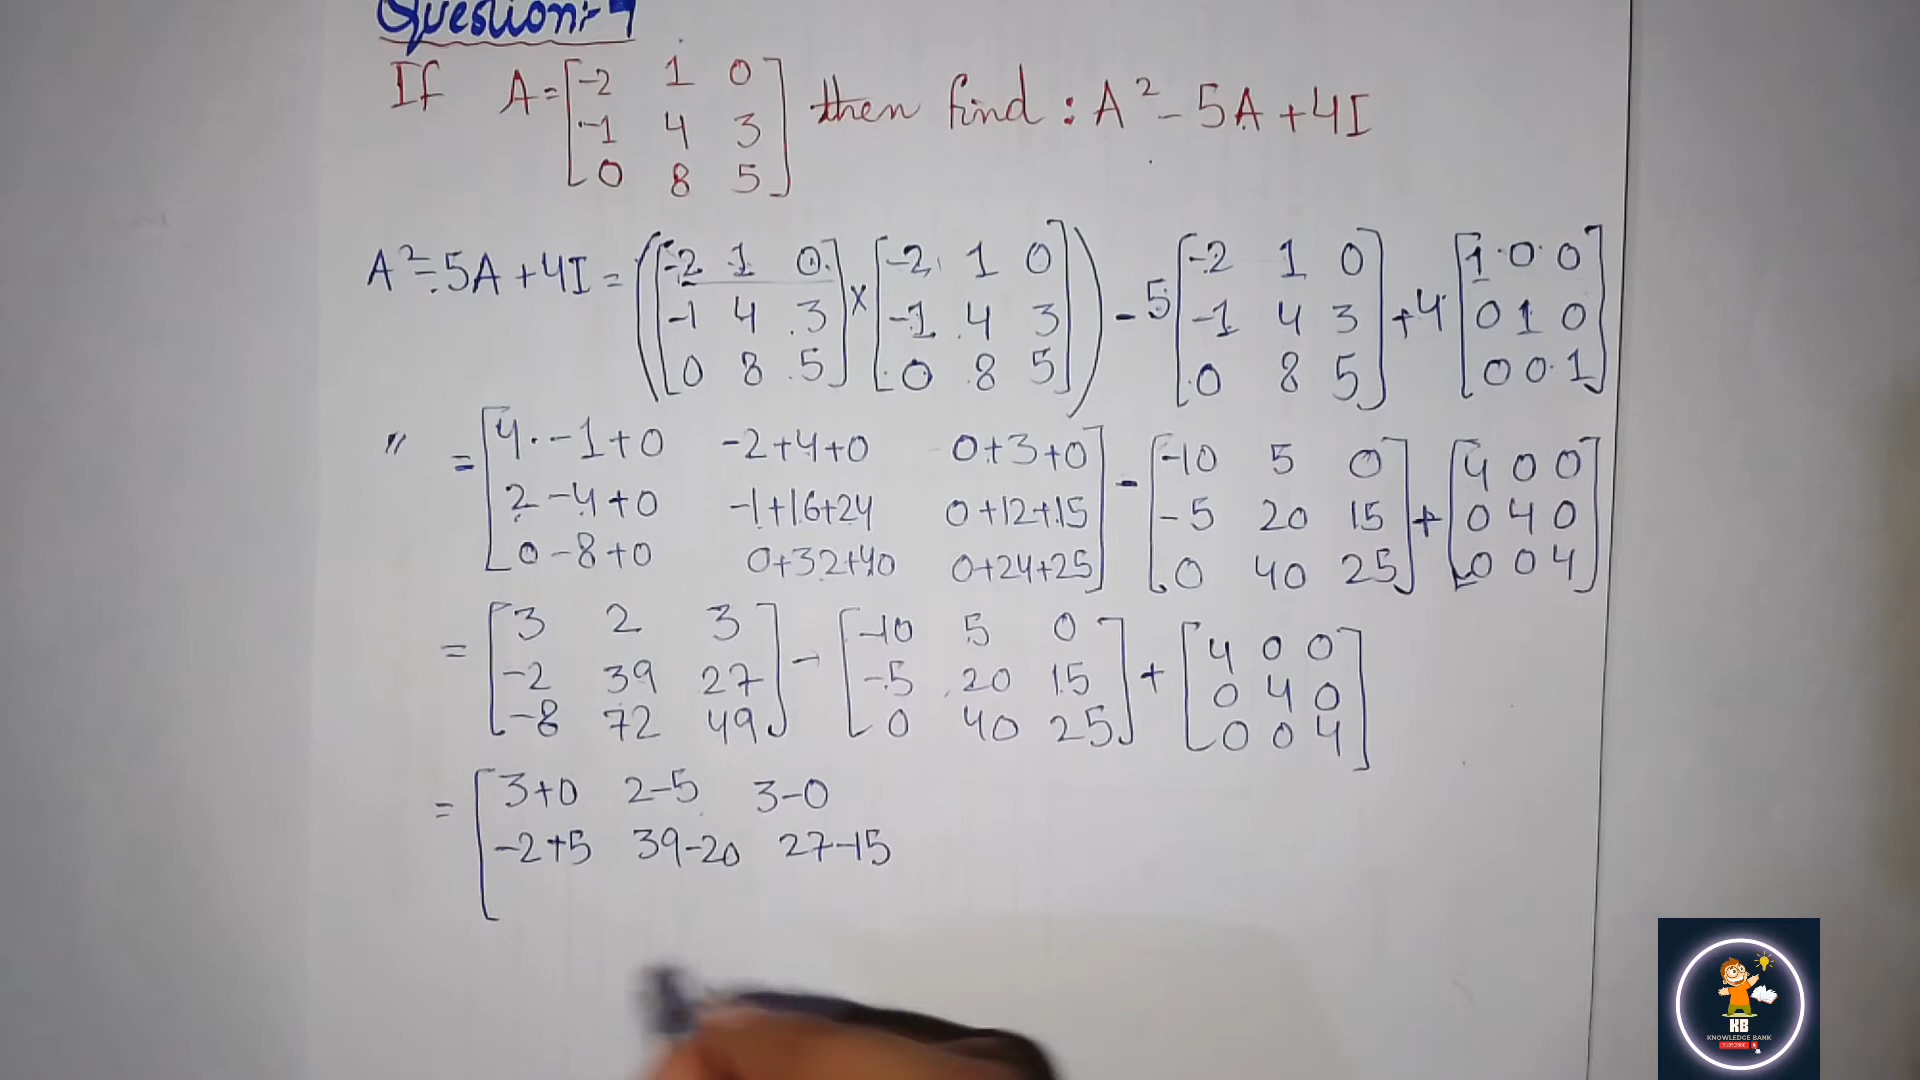 Question:-4
If A = [-2 1 0
-1 4 3
0 8 5] then find : A² - 5A + 4I
A² - 5A + 4I = ([-2 1 0
-1 4 3
0 8 5] × [-2 1 0
-1 4 3
0 8 5]) - 5 [-2 1 0
-1 4 3
0 8 5] + 4 [1 0 0
0 1 0
0 0 1]
" = [4 -1+0 -2+4+0 0+3+0
2 -4+0 -1+16+24 0+12+15
0-8+0 0+32+40 0+24+25] - [-10 5 0
-5 20 15
0 40 25] + [4 0 0
0 4 0
0 0 4]
= [3 2 3
-2 39 27
-8 72 49] - [-10 5 0
-5 20 15
0 40 25] + [4 0 0
0 4 0
0 0 4]
= [3+0 2-5 3-0
-2+5 39-20 27-15
KB
KNOWLEDGE BANK
SUBSCRIBE